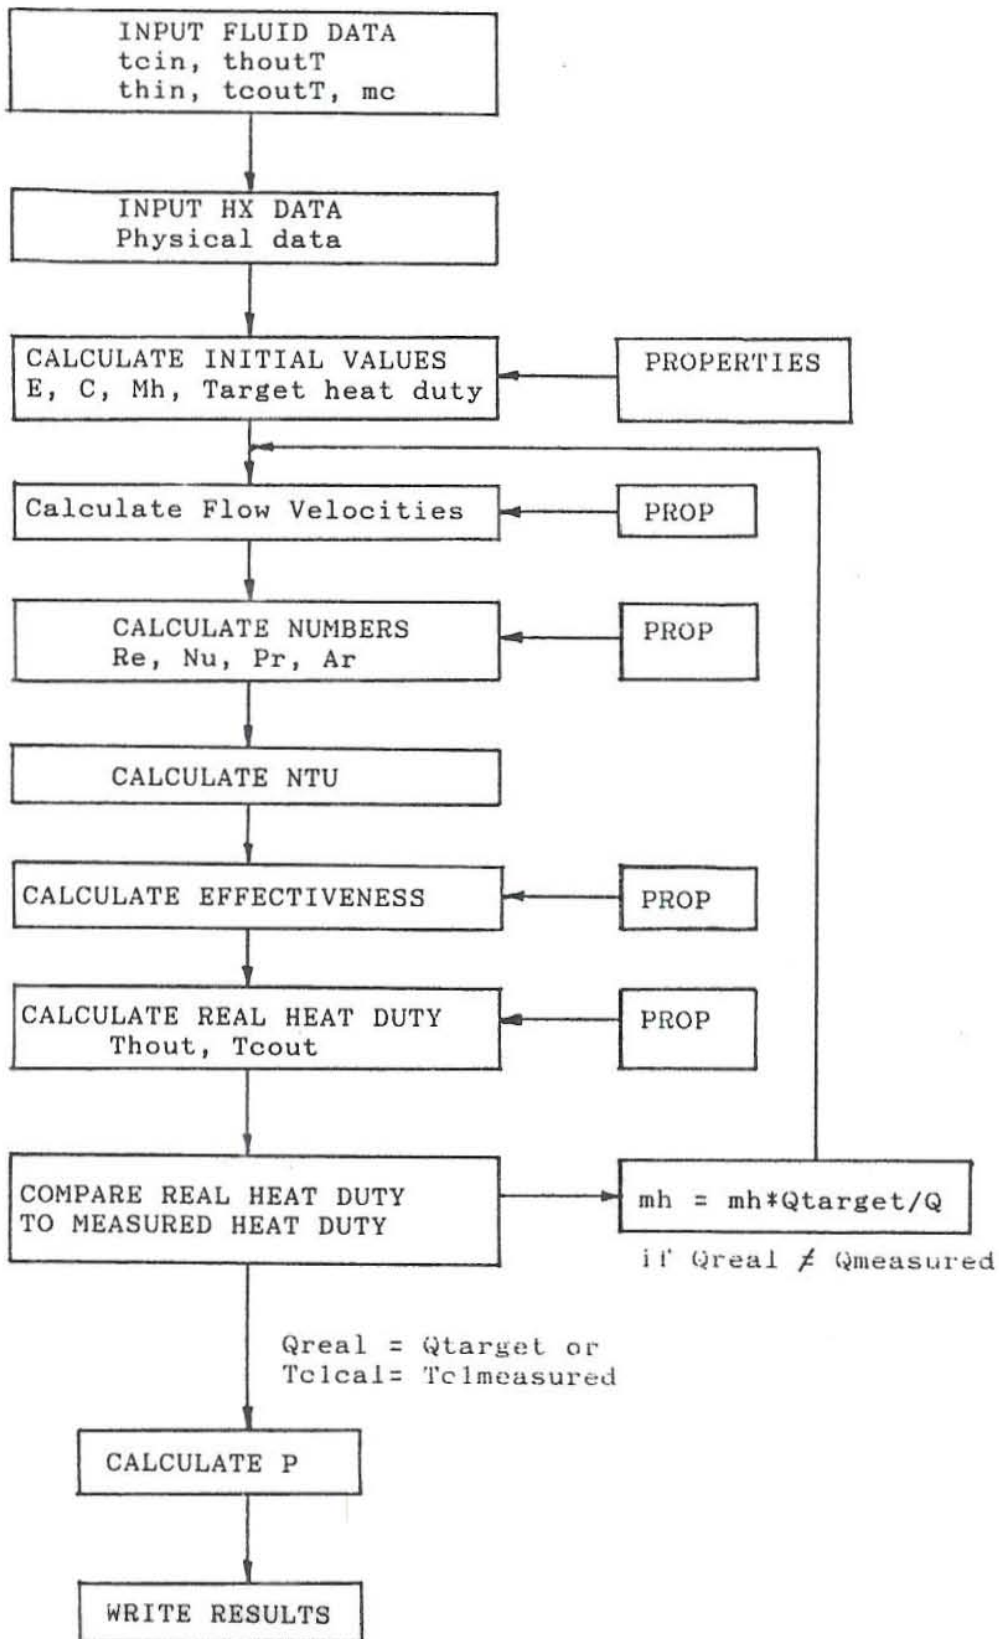 INPUT FLUID DATA
tcin, thoutT
thin, tcoutT, mc
INPUT HX DATA
Physical data
CALCULATE INITIAL VALUES
E, C, Mh, Target heat duty
PROPERTIES
Calculate Flow Velocities
PROP
CALCULATE NUMBERS
Re, Nu, Pr, Ar
PROP
CALCULATE NTU
CALCULATE EFFECTIVENESS
PROP
CALCULATE REAL HEAT DUTY
Thout, Tcout
PROP
COMPARE REAL HEAT DUTY
TO MEASURED HEAT DUTY
mh = mh*Qtarget/Q
if Qreal ≠ Qmeasured
Qreal = Qtarget or
Tc1cal= Tc1measured
CALCULATE P
WRITE RESULTS